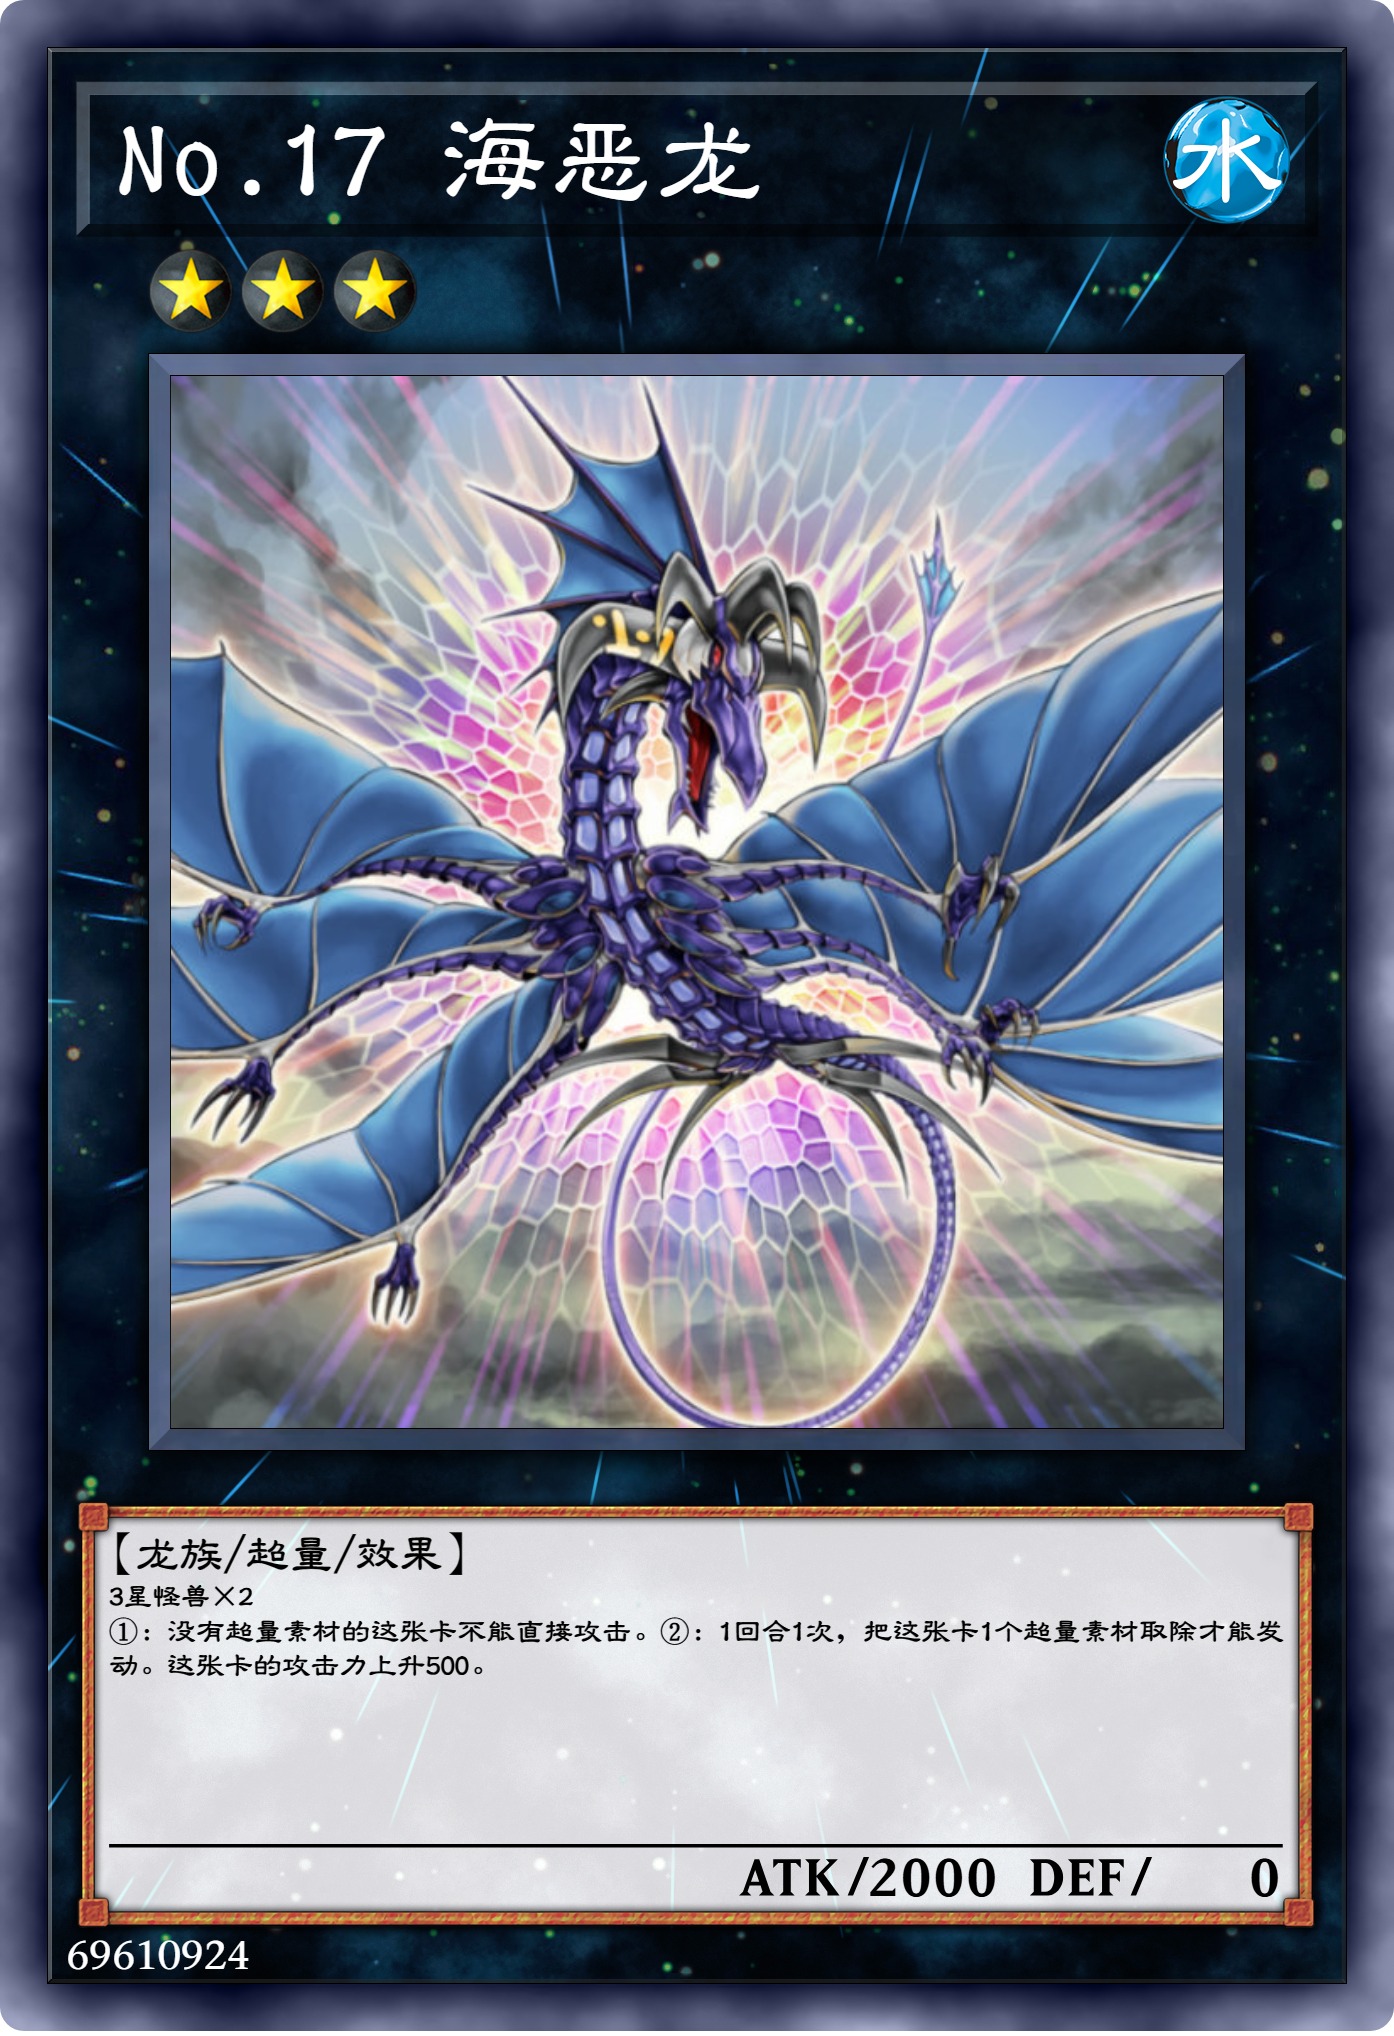 No.17 海恶龙
水
【龙族/超量/效果】
3星怪兽×2
①：没有超量素材的这张卡不能直接攻击。②：1回合1次，把这张卡1个超量素材取除才能发
动。这张卡的攻击力上升500。
ATK/2000 DEF/ 0
69610924